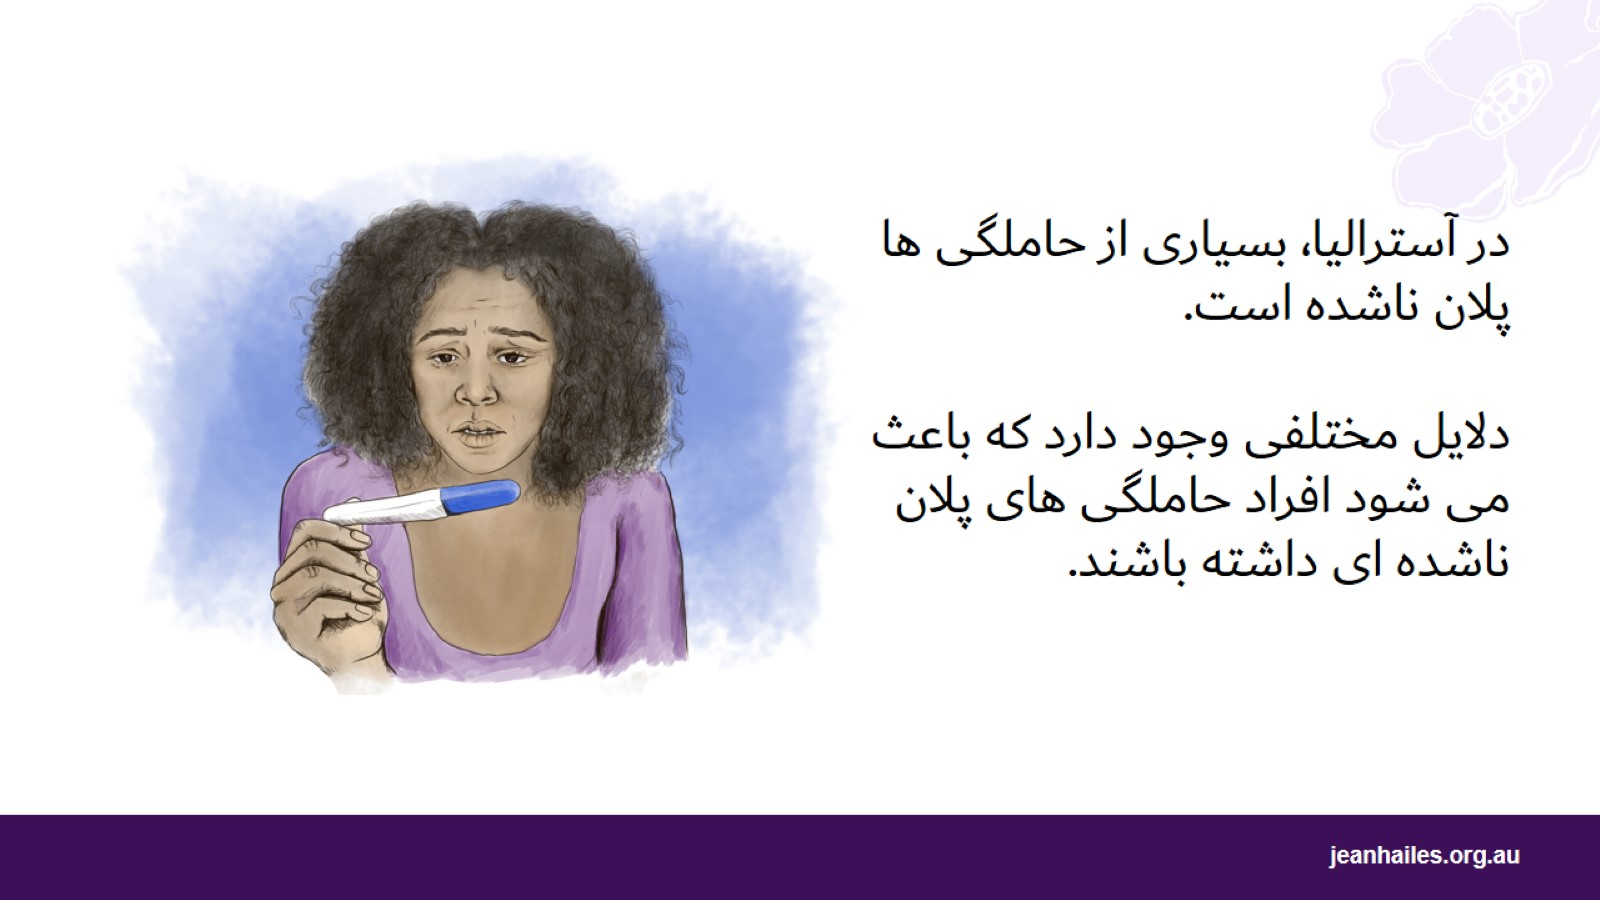 در آسترالیا، بسیاری از حاملگی ها
پلان ناشده است.
دلایل مختلفی وجود دارد که باعث
می شود افراد حاملگی های پلان
ناشده ای داشته باشند.
jeanhailes.org.au